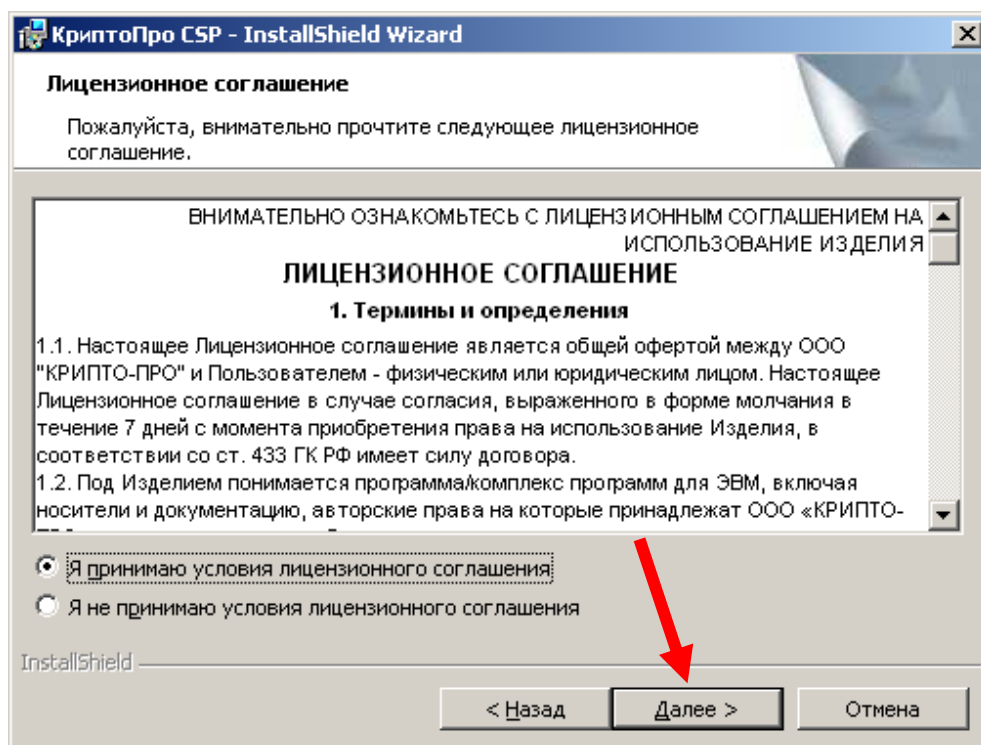 КриптоПро CSP - InstallShield Wizard
Лицензионное соглашение
Пожалуйста, внимательно прочтите следующее лицензионное
соглашение.
ВНИМАТЕЛЬНО ОЗНАКОМЬТЕСЬ С ЛИЦЕНЗИОННЫМ СОГЛАШЕНИЕМ НА
ИСПОЛЬЗОВАНИЕ ИЗДЕЛИЯ
ЛИЦЕНЗИОННОЕ СОГЛАШЕНИЕ
1. Термины и определения
1.1. Настоящее Лицензионное соглашение является общей офертой между ООО
"КРИПТО-ПРО" и Пользователем - физическим или юридическим лицом. Настоящее
Лицензионное соглашение в случае согласия, выраженного в форме молчания в
течение 7 дней с момента приобретения права на использование Изделия, в
соответствии со ст. 433 ГК РФ имеет силу договора.
1.2. Под Изделием понимается программа/комплекс программ для ЭВМ, включая
носители и документацию, авторские права на которые принадлежат ООО «КРИПТО-
Я принимаю условия лицензионного соглашения
Я не принимаю условия лицензионного соглашения
InstallShield
< Назад
Далее >
Отмена